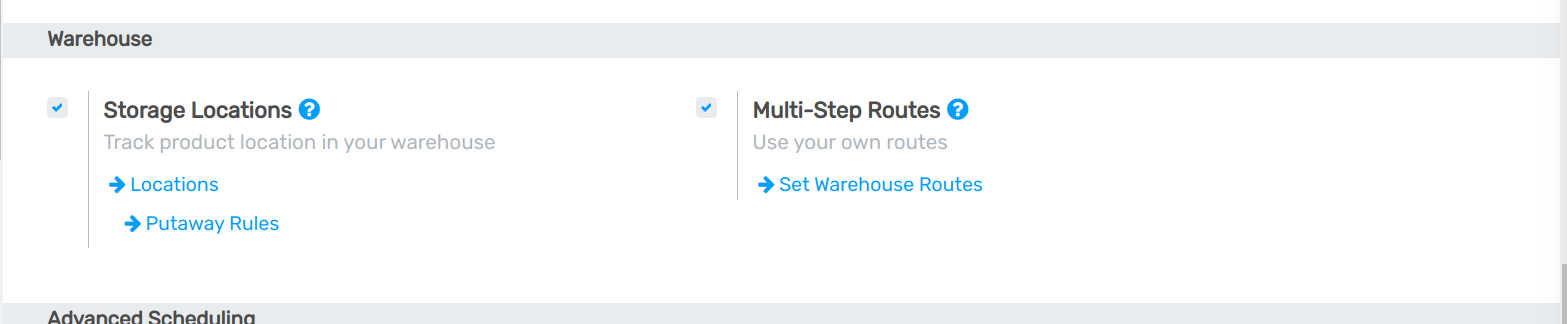 Warehouse
Storage Locations ?
Track product location in your warehouse
Locations
Putaway Rules
Multi-Step Routes ?
Use your own routes
Set Warehouse Routes
Advanced Scheduling